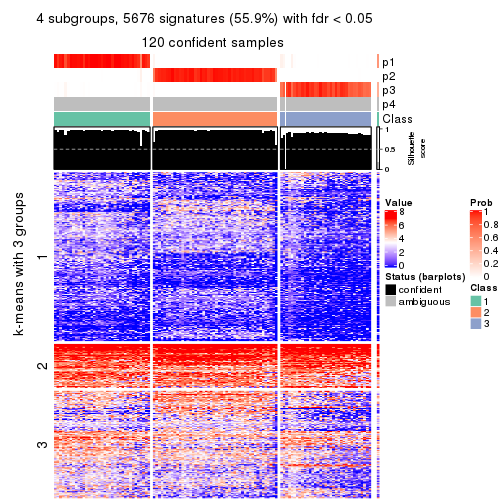 4 subgroups, 5676 signatures (55.9%) with fdr < 0.05
120 confident samples
p1
p2
p3
p4
Class
1
0.5
0
Silhouette
score
k-means with 3 groups
1
2
3
Value
8
6
4
2
0
Status (barplots)
confident
ambiguous
Prob
1
0.8
0.6
0.4
0.2
0
Class
1
2
3